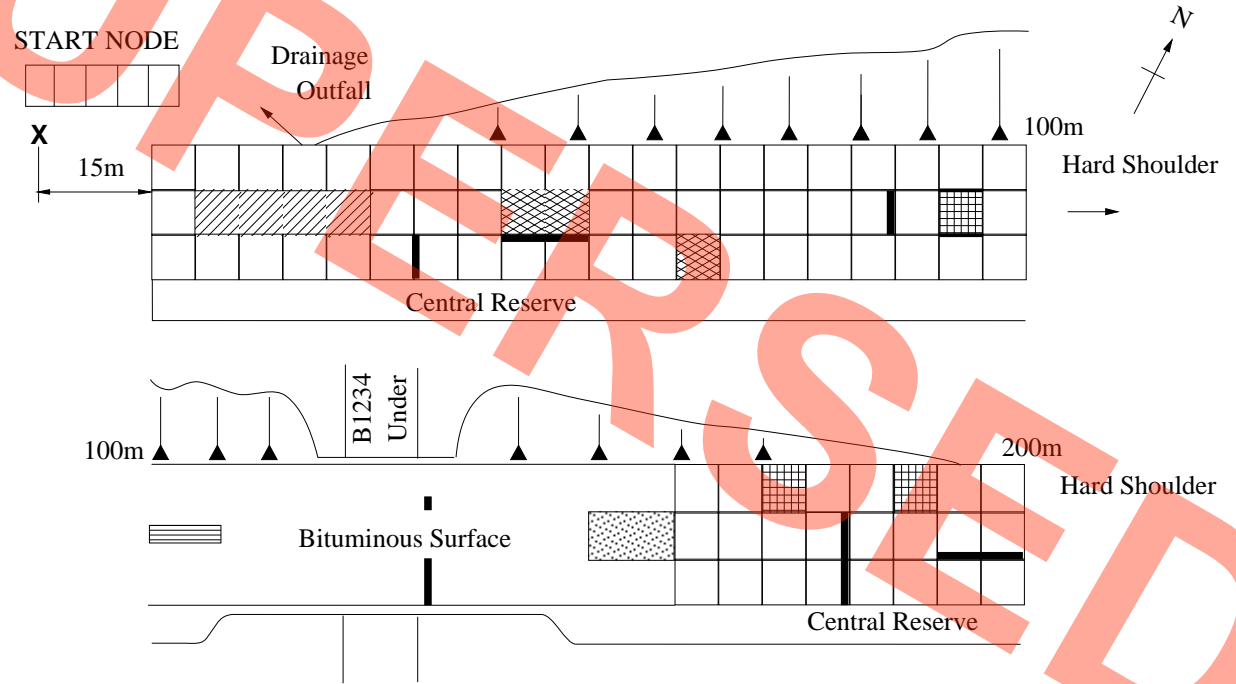 START NODE
Drainage
Outfall
N
X
15m
100m
Hard Shoulder
Central Reserve
B1234
Under
100m
200m
Hard Shoulder
Bituminous Surface
Central Reserve
UPERSED